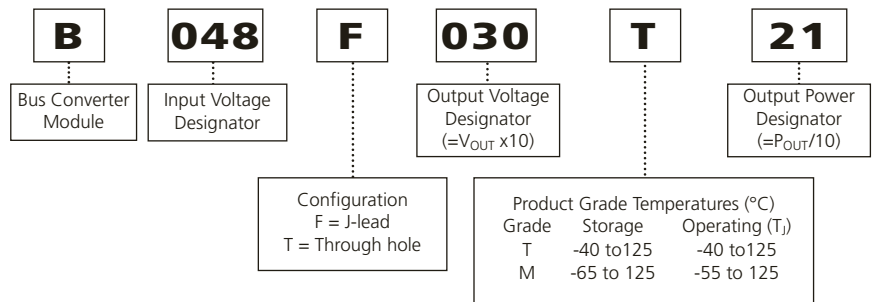 B 048 F 030 T 21
Bus Converter
Module
Input Voltage
Designator
Output Voltage
Designator
(=VOUT x10)
Output Power
Designator
(=POUT/10)
Configuration
F = J-lead
T = Through hole
Product Grade Temperatures (°C)
Grade Storage Operating (TJ)
T -40 to125 -40 to125
M -65 to 125 -55 to 125